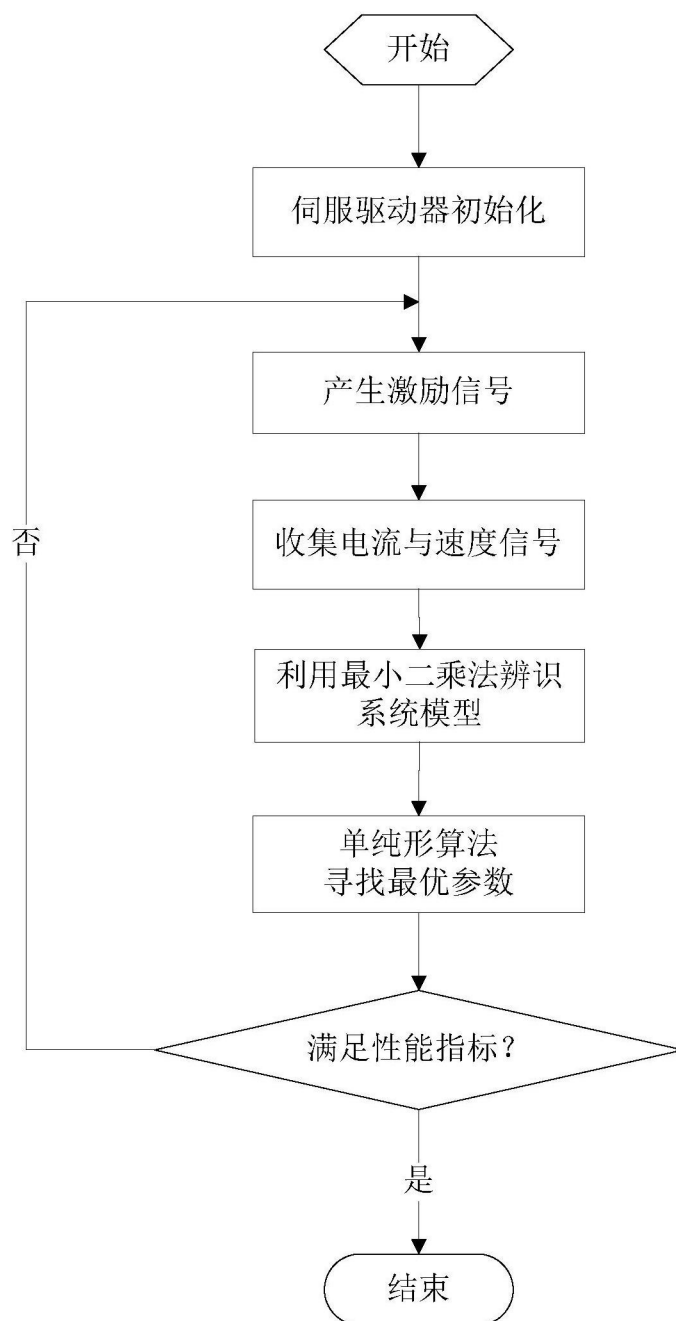 开始
伺服驱动器初始化
产生激励信号
收集电流与速度信号
否
利用最小二乘法辨识
系统模型
单纯形算法
寻找最优参数
满足性能指标?
是
结束